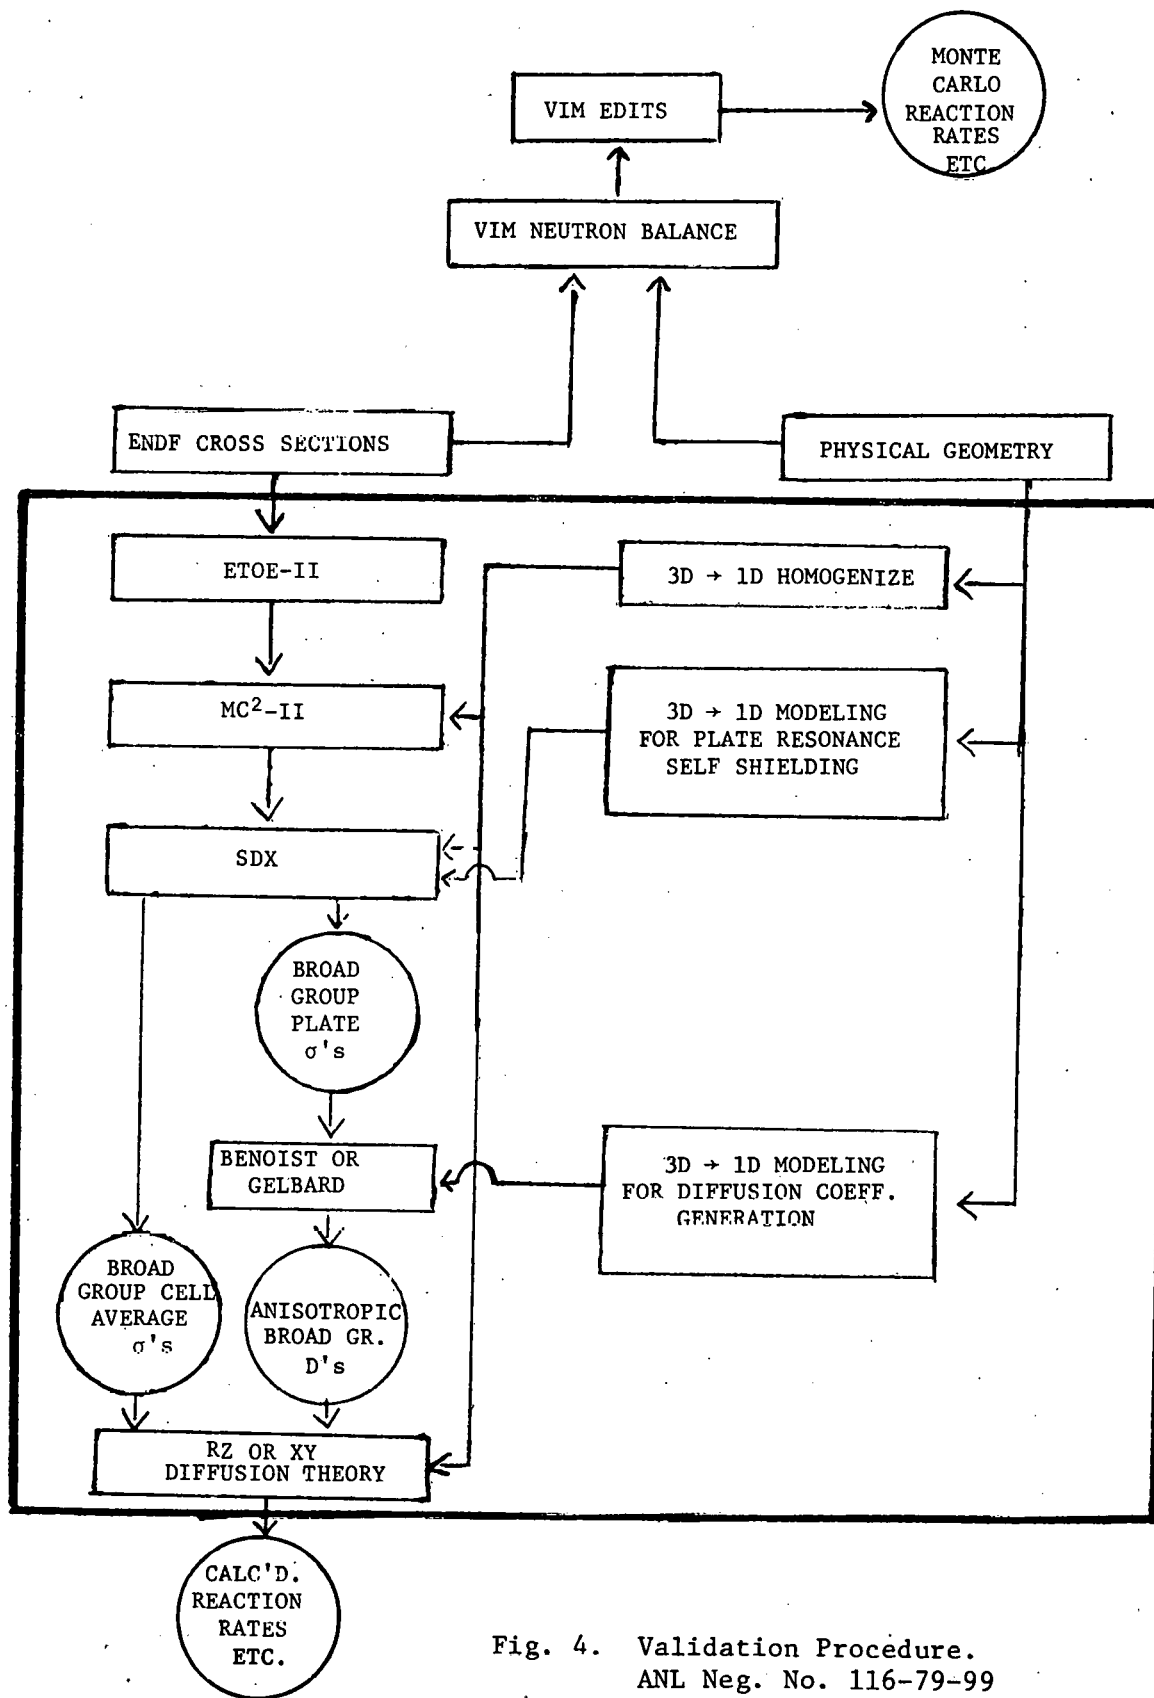 MONTE
CARLO
REACTION
RATES
ETC
VIM EDITS
VIM NEUTRON BALANCE
ENDF CROSS SECTIONS
PHYSICAL GEOMETRY
ETOE-II
3D → 1D HOMOGENIZE
MC²-II
3D → 1D MODELING
FOR PLATE RESONANCE
SELF SHIELDING
SDX
BROAD
GROUP
PLATE
σ's
BENOIST OR
GELBARD
3D → 1D MODELING
FOR DIFFUSION COEFF.
GENERATION
BROAD
GROUP CELL
AVERAGE
σ's
ANISOTROPIC
BROAD GR.
D's
RZ OR XY
DIFFUSION THEORY
CALC'D.
REACTION
RATES
ETC.
Fig. 4. Validation Procedure.
ANL Neg. No. 116-79-99